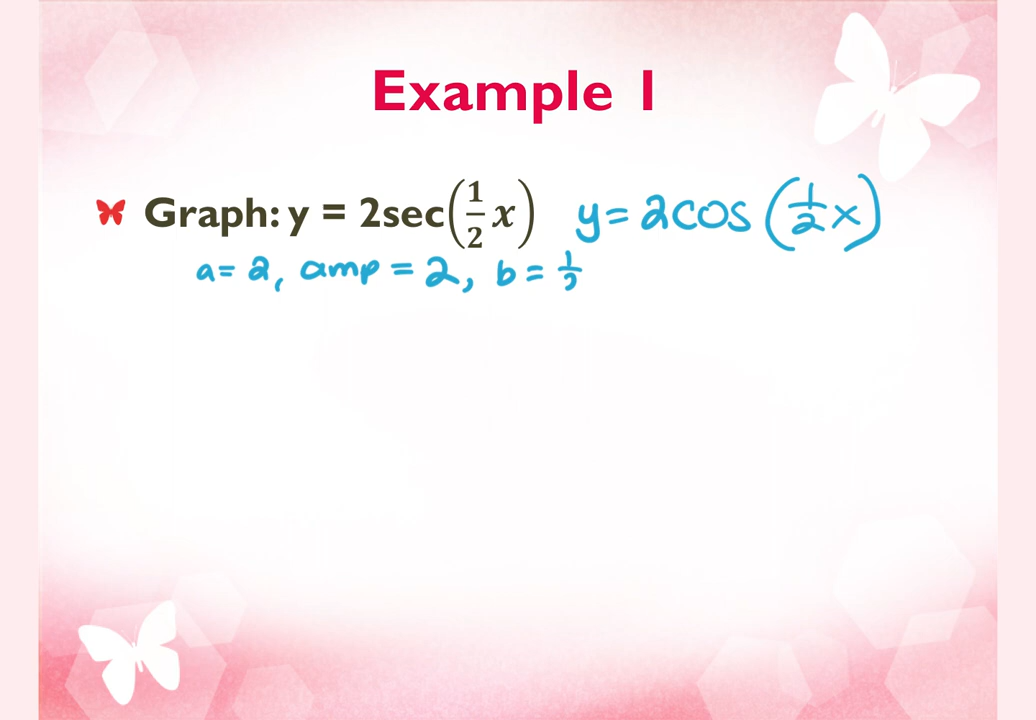 Example 1
Graph: y = 2sec(1/2 x) y = 2cos (1/2 x)
a = 2, amp = 2, b = 1/2